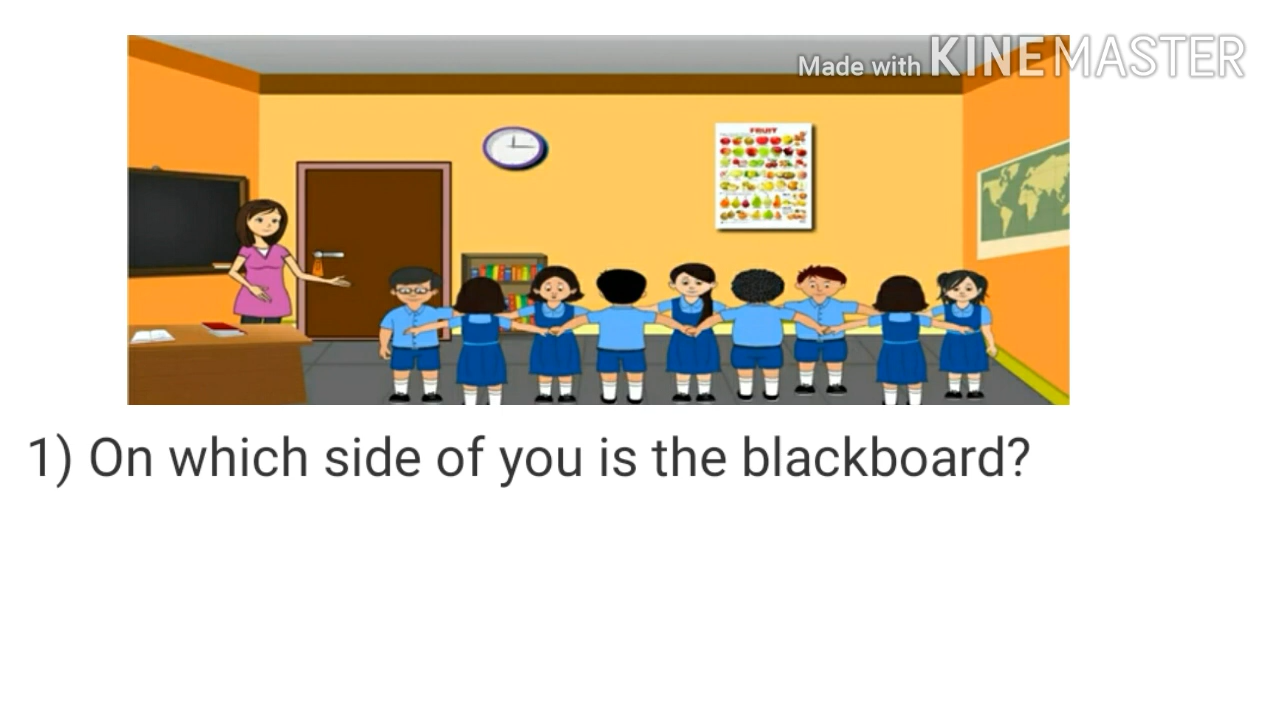 Made with KINEMASTER
FRUIT
1) On which side of you is the blackboard?